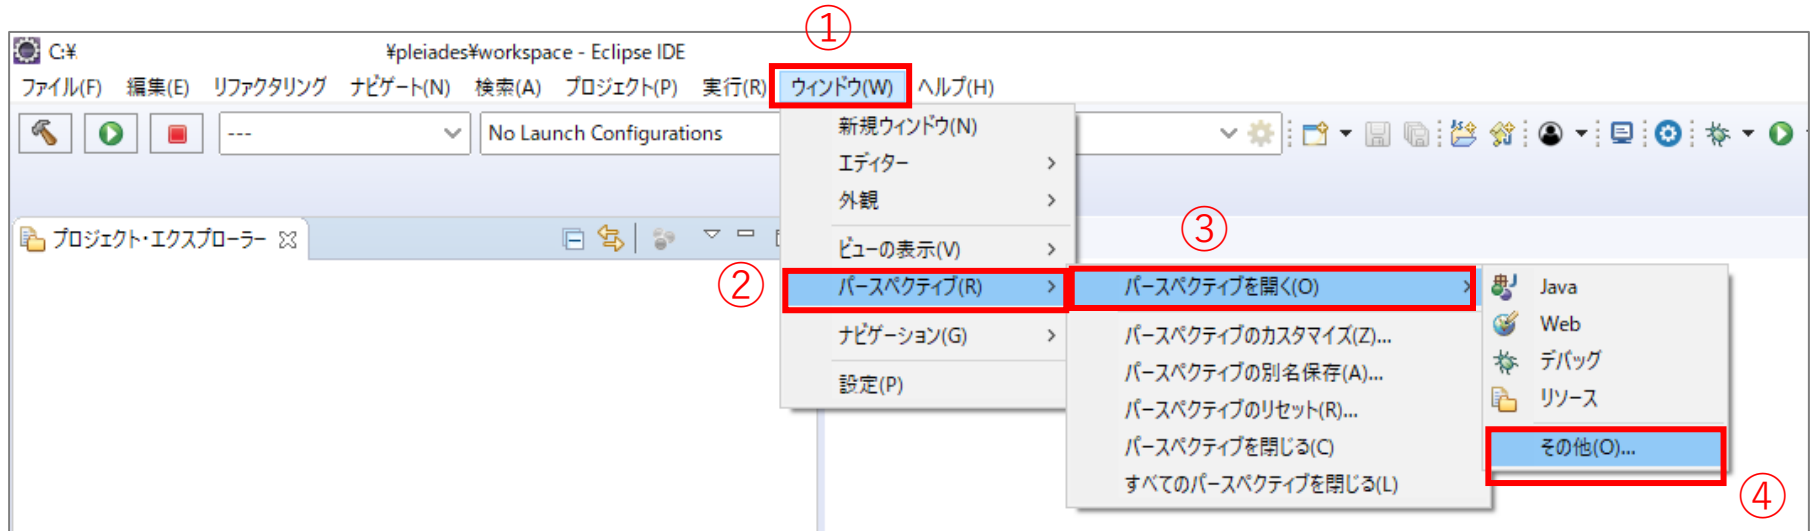 ①
C:¥ ¥pleiades¥workspace - Eclipse IDE
ファイル(F) 編集(E) リファクタリング ナビゲート(N) 検索(A) プロジェクト(P) 実行(R) ウィンドウ(W) ヘルプ(H)
--- No Launch Configurations
プロジェクト・エクスプローラー
新規ウィンドウ(N)
エディター
外観
ビューの表示(V)
②
パースペクティブ(R)
ナビゲーション(G)
設定(P)
③
パースペクティブを開く(O)
パースペクティブのカスタマイズ(Z)...
パースペクティブの別名保存(A)...
パースペクティブのリセット(R)...
パースペクティブを閉じる(C)
すべてのパースペクティブを閉じる(L)
Java
Web
デバッグ
リソース
その他(O)...
④